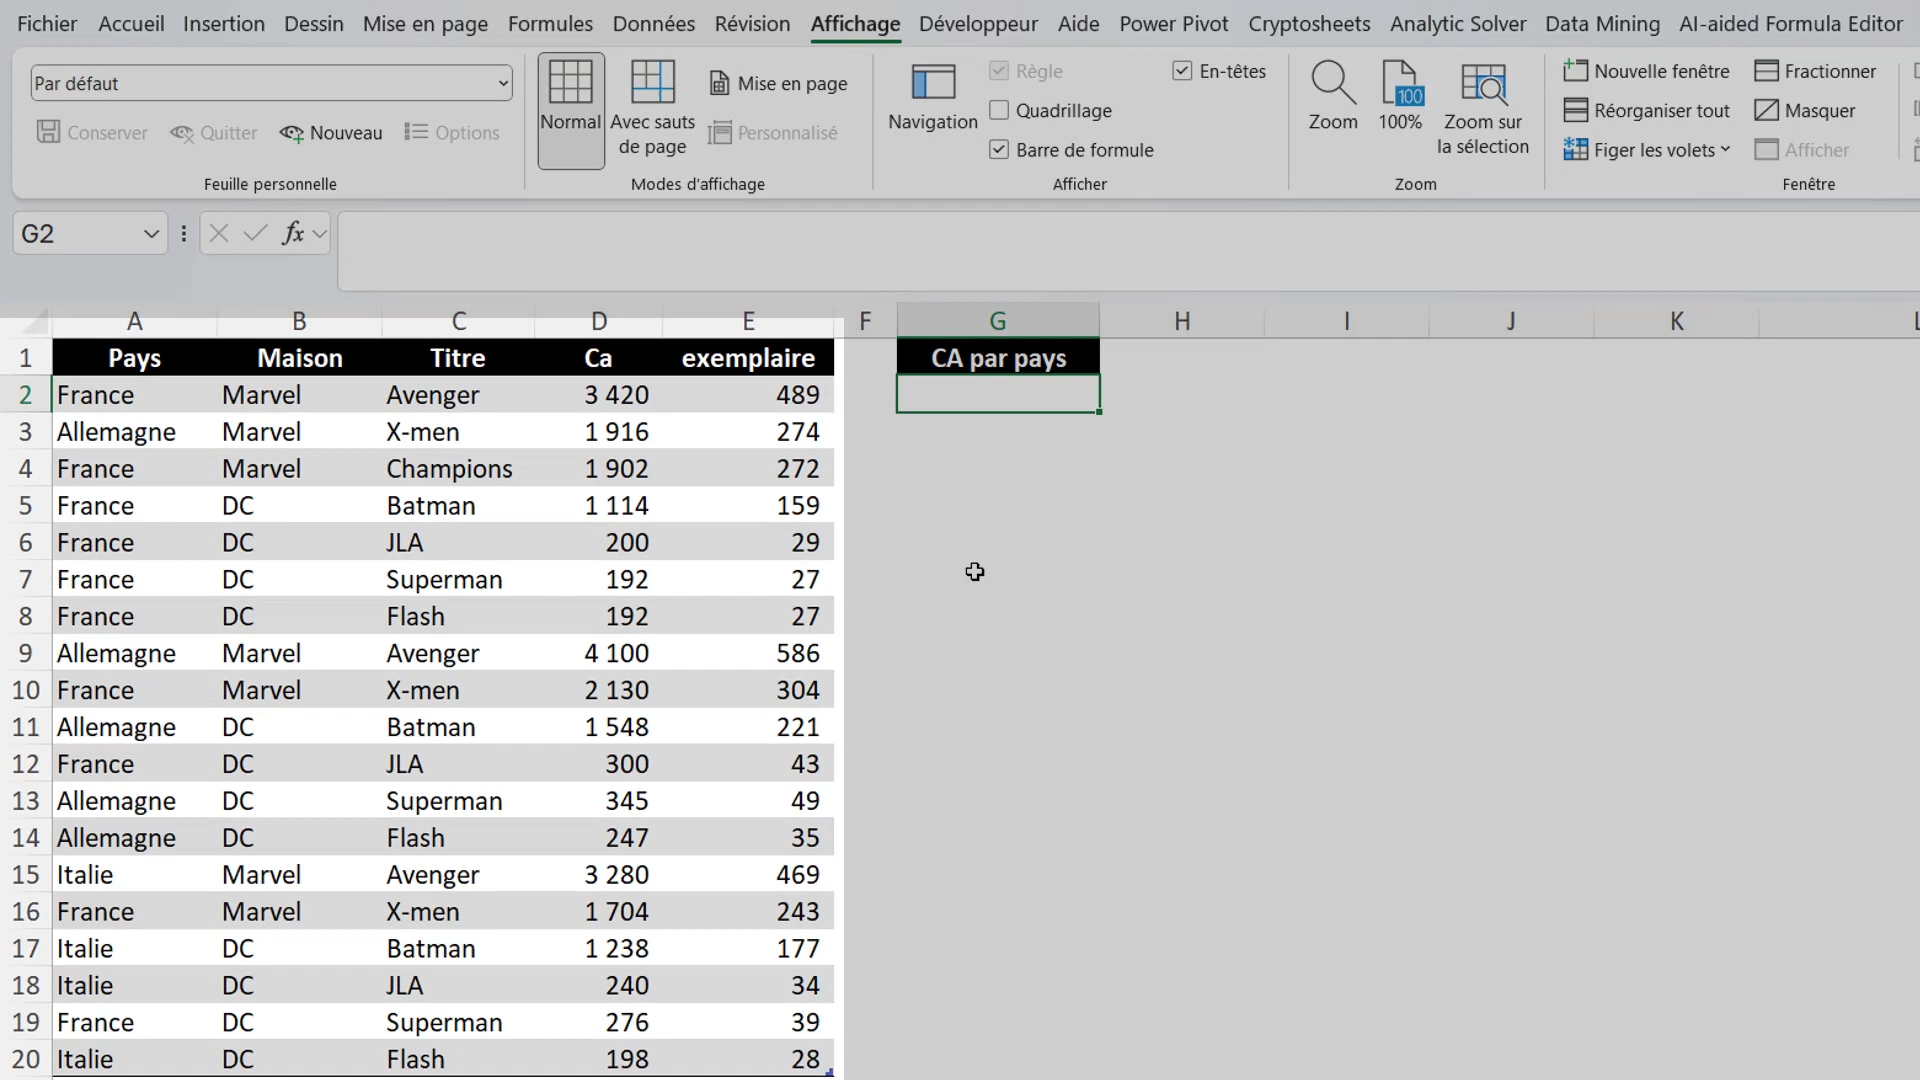 Fichier Accueil Insertion Dessin Mise en page Formules Données Révision Affichage Développeur Aide Power Pivot Cryptosheets Analytic Solver Data Mining AI-aided Formula Editor
Par défaut
Conserver Quitter Nouveau Options
Feuille personnelle
Normal
Avec sauts
de page
Mise en page
Personnalisé
Modes d'affichage
Navigation
Règle
Quadrillage
Barre de formule
En-têtes
Afficher
Zoom
100
100%
Zoom sur
la sélection
Zoom
Nouvelle fenêtre
Réorganiser tout
Figer les volets
Fractionner
Masquer
Afficher
Fenêtre
G2 fx
A B C D E F G H I J K L
1 Pays Maison Titre Ca exemplaire CA par pays
2 France Marvel Avenger 3 420 489
3 Allemagne Marvel X-men 1 916 274
4 France Marvel Champions 1 902 272
5 France DC Batman 1 114 159
6 France DC JLA 200 29
7 France DC Superman 192 27
8 France DC Flash 192 27
9 Allemagne Marvel Avenger 4 100 586
10 France Marvel X-men 2 130 304
11 Allemagne DC Batman 1 548 221
12 France DC JLA 300 43
13 Allemagne DC Superman 345 49
14 Allemagne DC Flash 247 35
15 Italie Marvel Avenger 3 280 469
16 France Marvel X-men 1 704 243
17 Italie DC Batman 1 238 177
18 Italie DC JLA 240 34
19 France DC Superman 276 39
20 Italie DC Flash 198 28